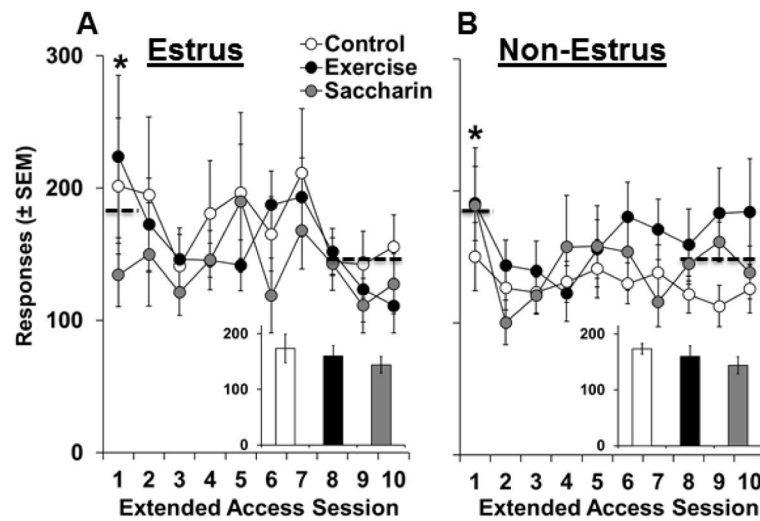 A Estrus
Control
Exercise
Saccharin
B Non-Estrus
Responses (± SEM)
300
200
100
0
*
*
200
100
0
200
100
0
1 2 3 4 5 6 7 8 9 10
1 2 3 4 5 6 7 8 9 10
Extended Access Session
Extended Access Session